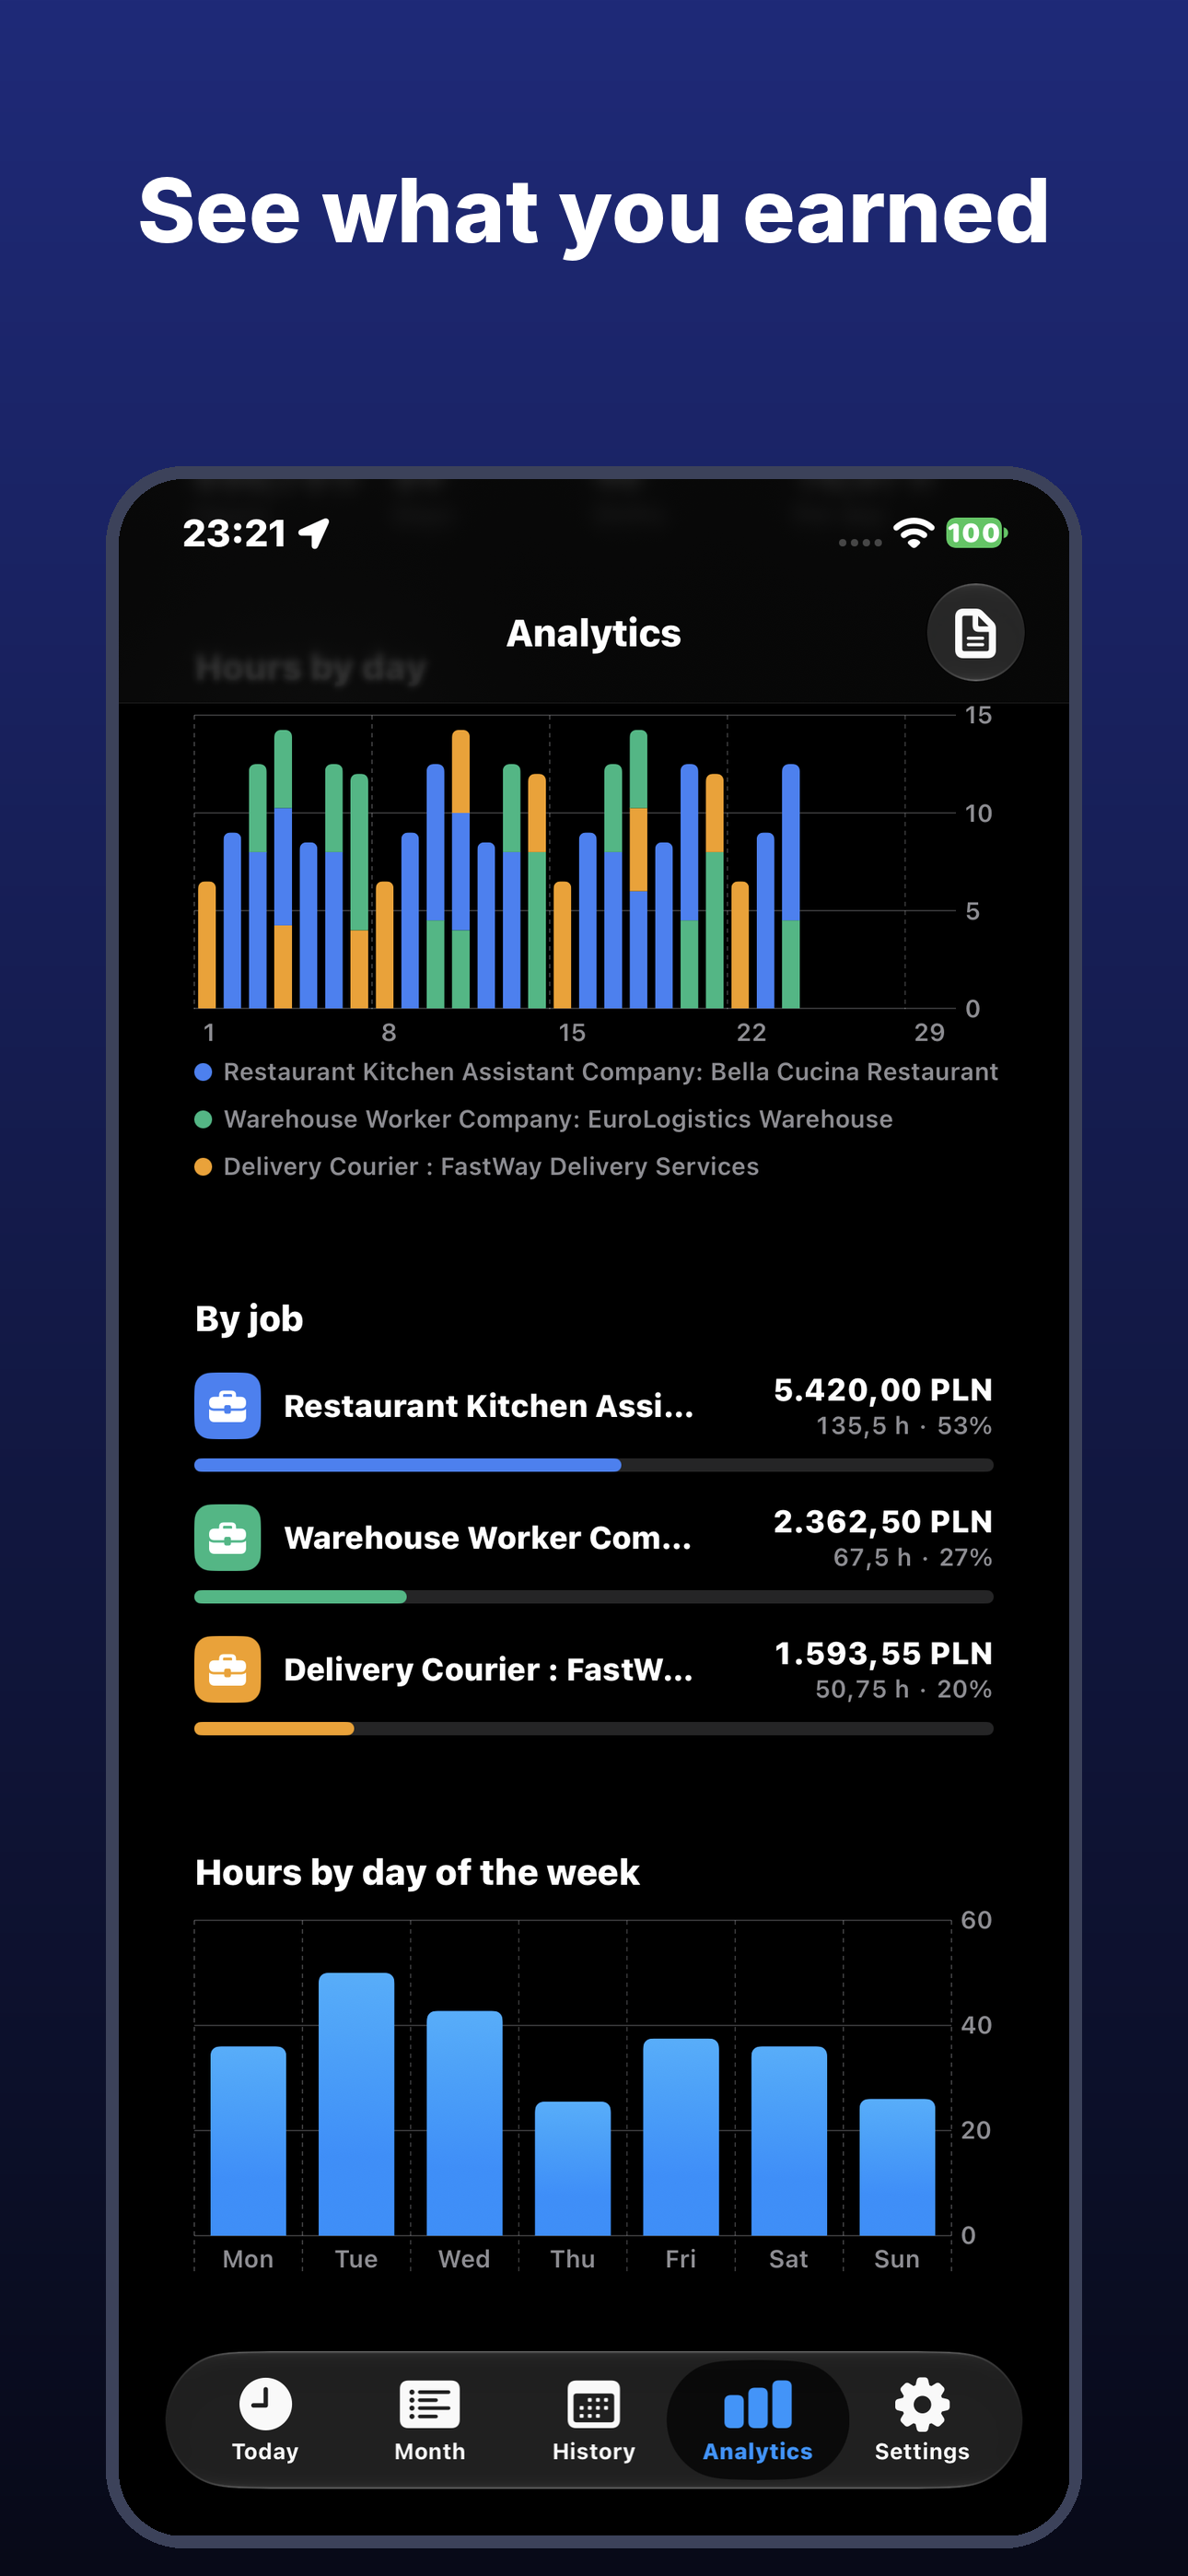 See what you earned
23:21
100
Analytics
Hours by day
15
10
5
0
1 8 15 22 29
Restaurant Kitchen Assistant Company: Bella Cucina Restaurant
Warehouse Worker Company: EuroLogistics Warehouse
Delivery Courier : FastWay Delivery Services
By job
Restaurant Kitchen Assi...
5.420,00 PLN
135,5 h · 53%
Warehouse Worker Com...
2.362,50 PLN
67,5 h · 27%
Delivery Courier : FastW...
1.593,55 PLN
50,75 h · 20%
Hours by day of the week
60
40
20
0
Mon Tue Wed Thu Fri Sat Sun
Today Month History Analytics Settings